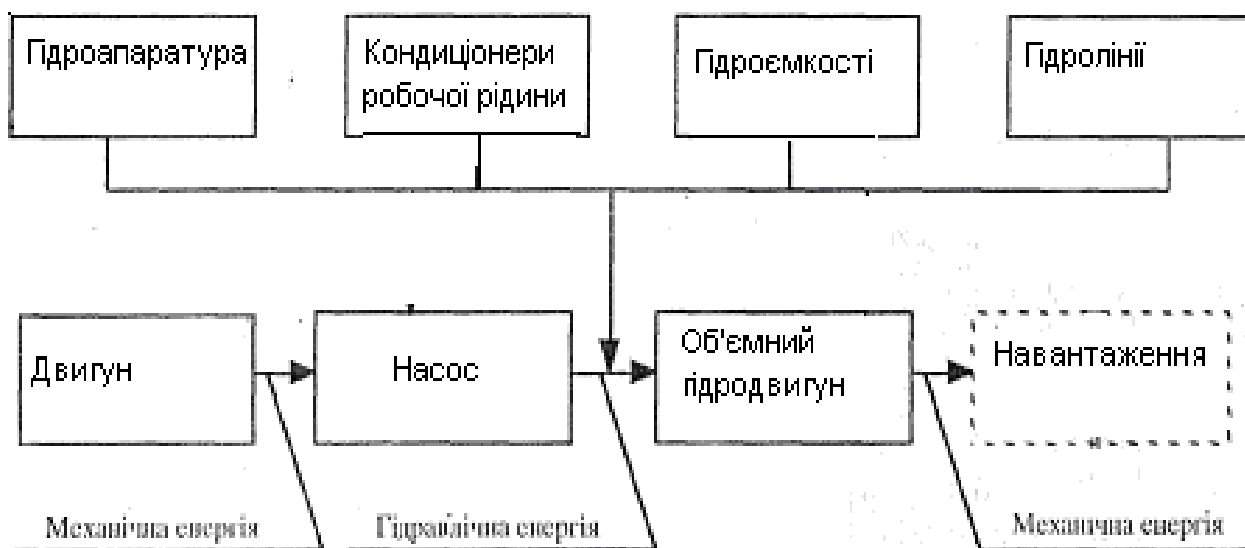 Гідроапаратура
Кондиціонери
робочої рідини
Гідроємкості
Гідролінії
Двигун
Насос
Об'ємний
гідродвигун
Навантаження
Механічна енергія
Гідравлічна енергія
Механічна енергія